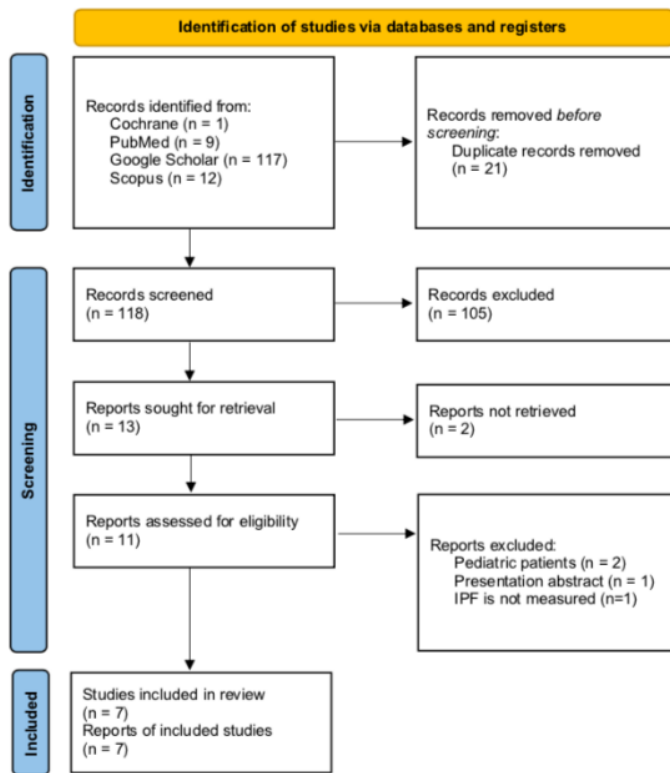 Identification of studies via databases and registers
Identification
Records identified from:
Cochrane (n = 1)
PubMed (n = 9)
Google Scholar (n = 117)
Scopus (n = 12)
Records removed before
screening:
Duplicate records removed
(n = 21)
Screening
Records screened
(n = 118)
Records excluded
(n = 105)
Reports sought for retrieval
(n = 13)
Reports not retrieved
(n = 2)
Reports assessed for eligibility
(n = 11)
Reports excluded:
Pediatric patients (n = 2)
Presentation abstract (n = 1)
IPF is not measured (n=1)
Included
Studies included in review
(n = 7)
Reports of included studies
(n = 7)